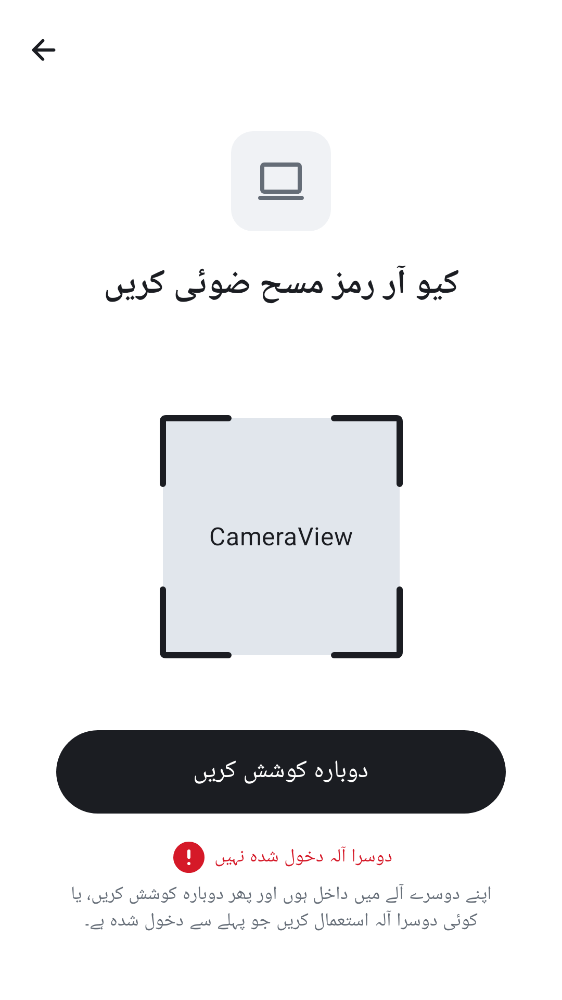 کیو آر رمز مسح ضوئی کریں
CameraView
دوبارہ کوشش کریں
دوسرا آلہ دخول شدہ نہیں
اپنے دوسرے آلے میں داخل ہوں اور پھر دوبارہ کوشش کریں، یا
کوئی دوسرا آلہ استعمال کریں جو پہلے سے دخول شدہ ہے۔